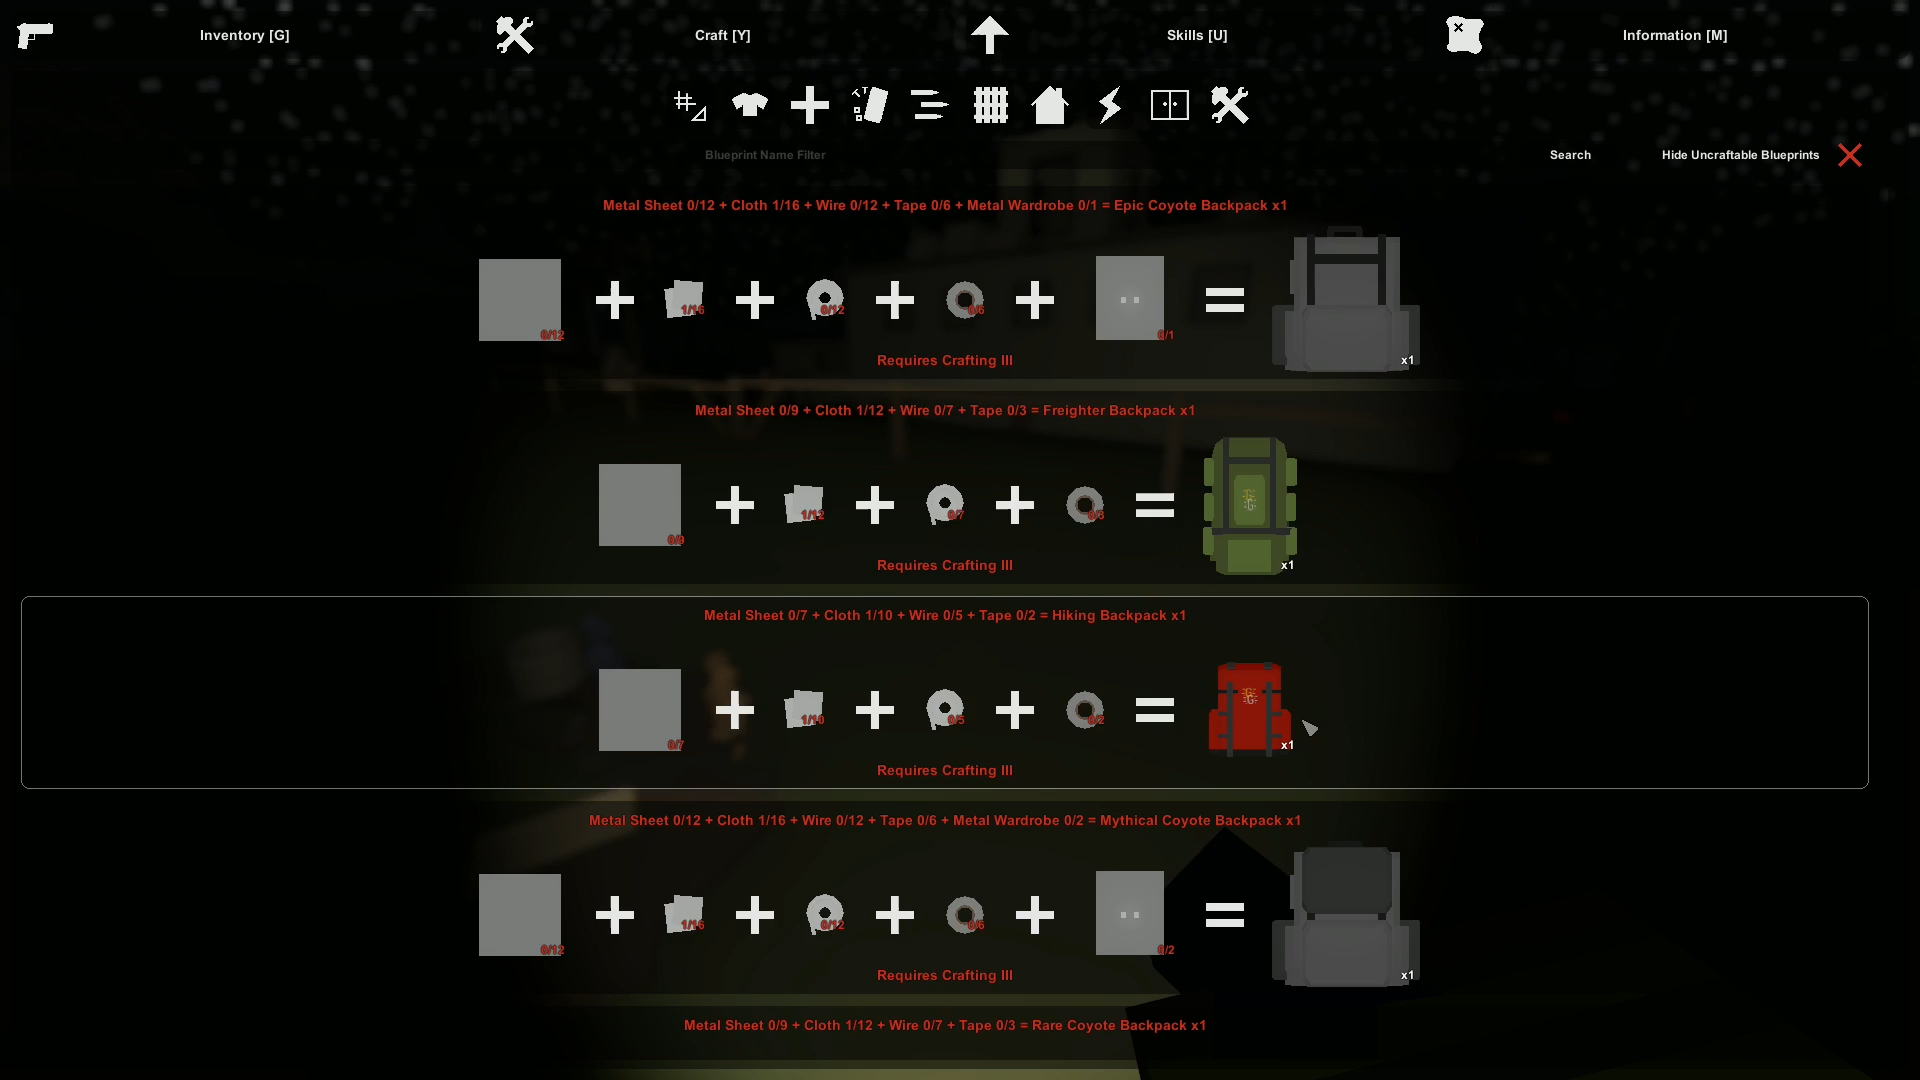 Inventory [G]
Craft [Y]
Skills [U]
Information [M]
Blueprint Name Filter
Search
Hide Uncraftable Blueprints
Metal Sheet 0/12 + Cloth 1/16 + Wire 0/12 + Tape 0/6 + Metal Wardrobe 0/1 = Epic Coyote Backpack x1
0/12
1/16
0/12
0/6
0/1
x1
Requires Crafting III
Metal Sheet 0/9 + Cloth 1/12 + Wire 0/7 + Tape 0/3 = Freighter Backpack x1
0/9
1/12
0/7
0/3
x1
Requires Crafting III
Metal Sheet 0/7 + Cloth 1/10 + Wire 0/5 + Tape 0/2 = Hiking Backpack x1
0/7
1/10
0/5
0/2
x1
Requires Crafting III
Metal Sheet 0/12 + Cloth 1/16 + Wire 0/12 + Tape 0/6 + Metal Wardrobe 0/2 = Mythical Coyote Backpack x1
0/12
1/16
0/12
0/6
0/2
x1
Requires Crafting III
Metal Sheet 0/9 + Cloth 1/12 + Wire 0/7 + Tape 0/3 = Rare Coyote Backpack x1